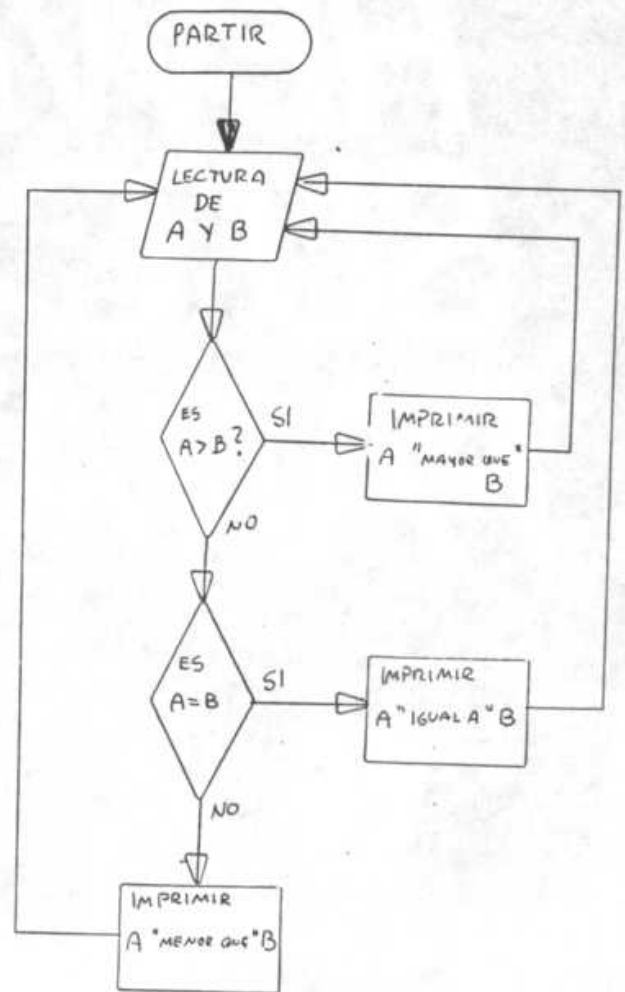 PARTIR
LECTURA
DE
A Y B
ES
A > B ?
SI
IMPRIMIR
A "MAYOR QUE"
B
NO
ES
A = B
SI
IMPRIMIR
A "IGUAL A" B
NO
IMPRIMIR
A "MENOR QUE" B